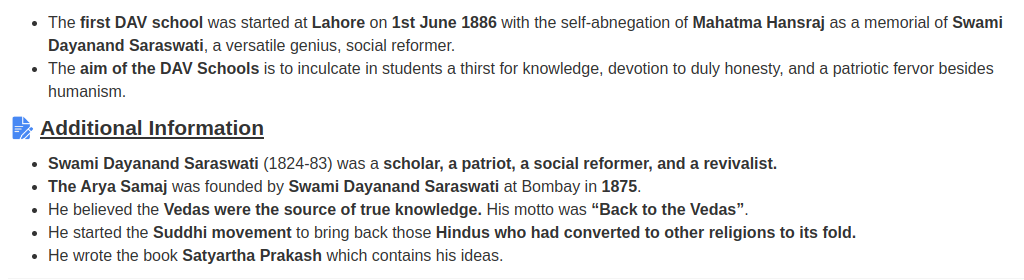 The first DAV school was started at Lahore on 1st June 1886 with the self-abnegation of Mahatma Hansraj as a memorial of Swami
Dayanand Saraswati, a versatile genius, social reformer.
The aim of the DAV Schools is to inculcate in students a thirst for knowledge, devotion to duly honesty, and a patriotic fervor besides
humanism.
Additional Information
Swami Dayanand Saraswati (1824-83) was a scholar, a patriot, a social reformer, and a revivalist.
The Arya Samaj was founded by Swami Dayanand Saraswati at Bombay in 1875.
He believed the Vedas were the source of true knowledge. His motto was “Back to the Vedas”.
He started the Suddhi movement to bring back those Hindus who had converted to other religions to its fold.
He wrote the book Satyartha Prakash which contains his ideas.